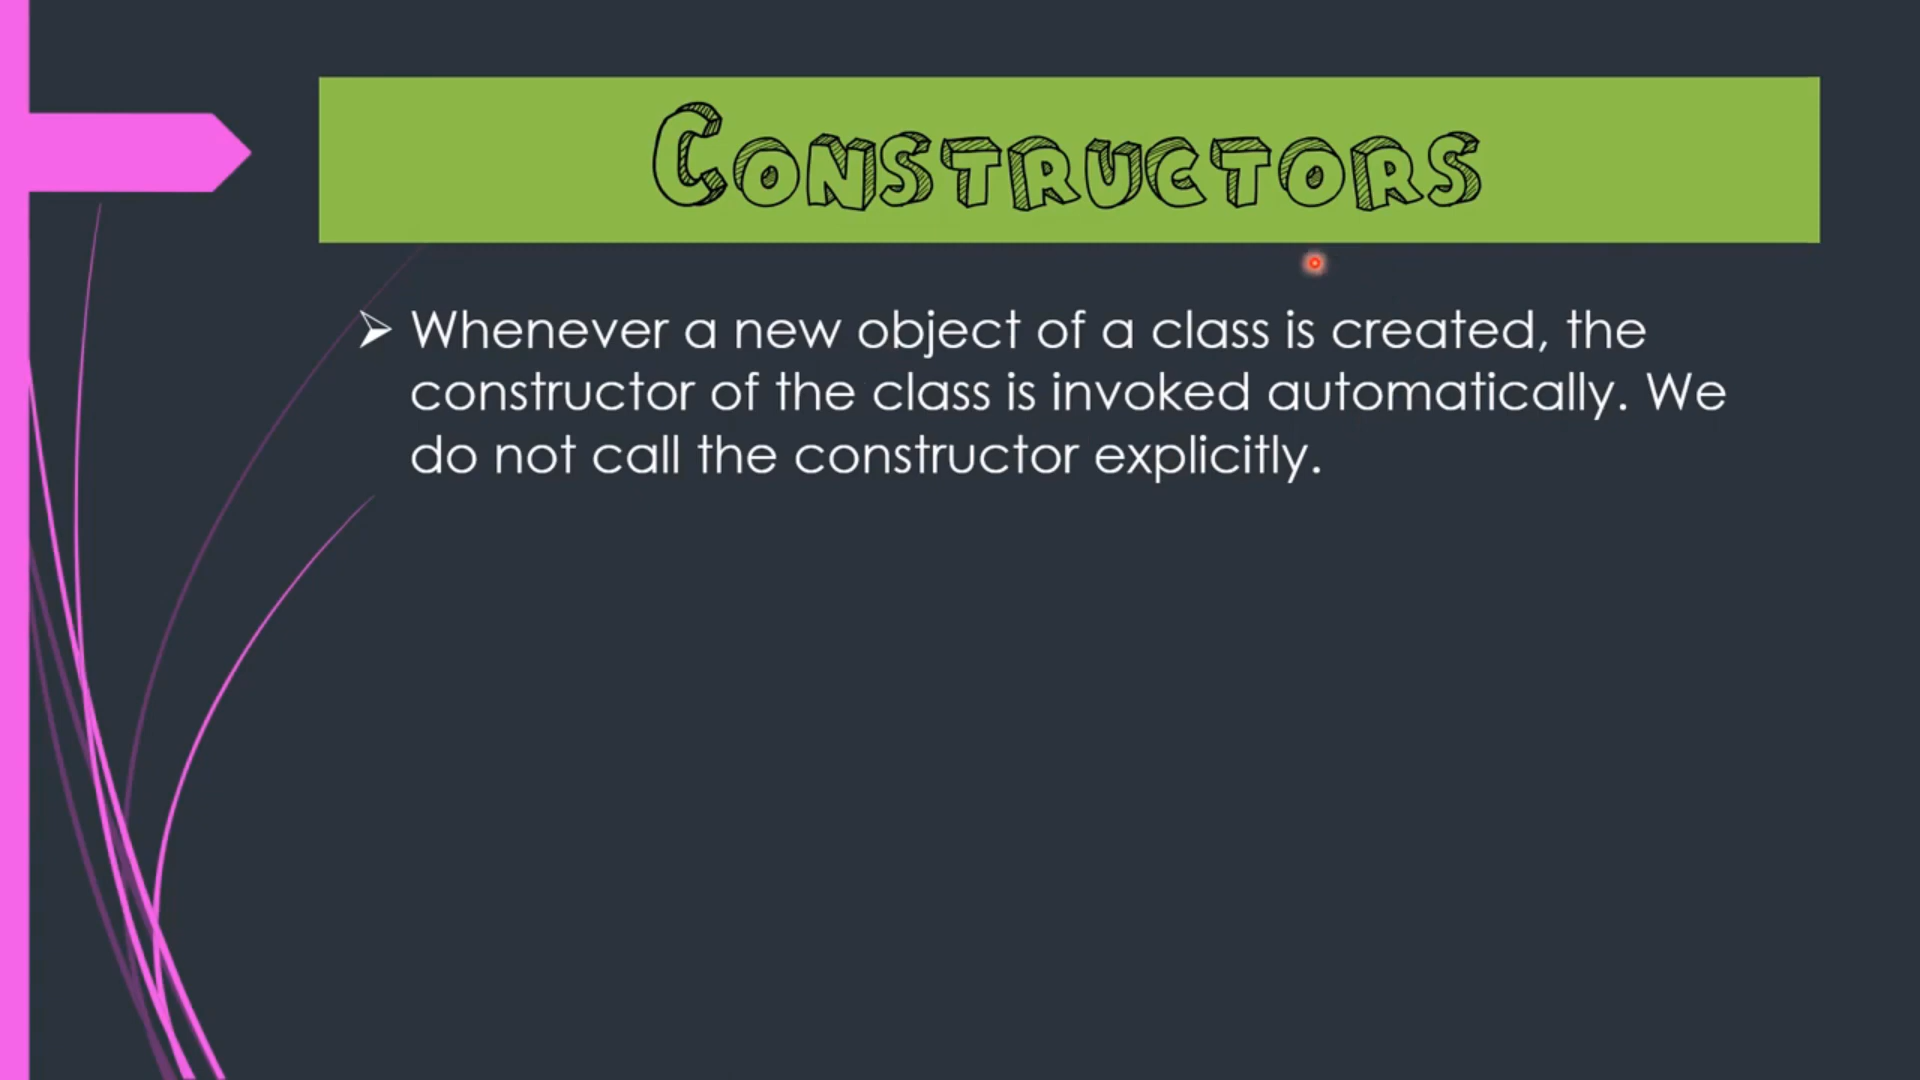 CONSTRUCTORS
Whenever a new object of a class is created, the
constructor of the class is invoked automatically. We
do not call the constructor explicitly.